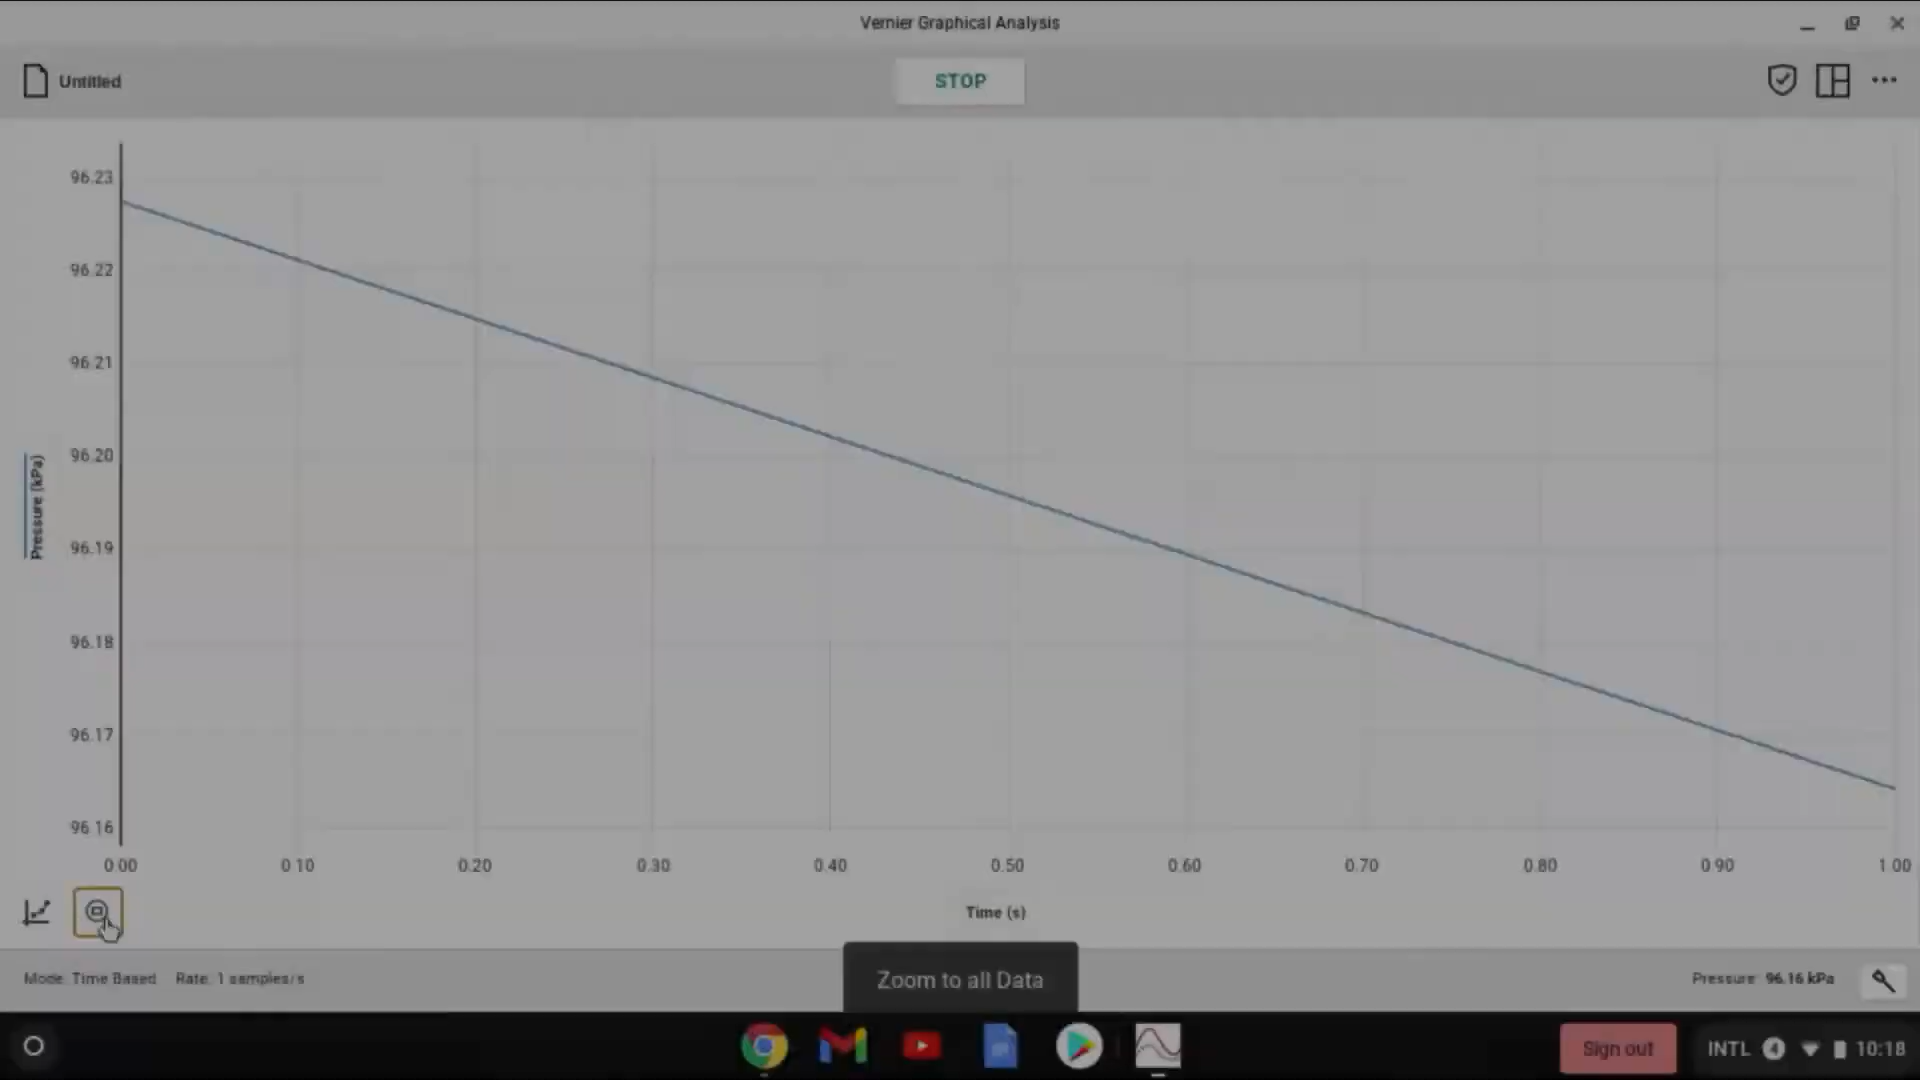 Vernier Graphical Analysis
Untitled
STOP
96.23
96.22
96.21
96.20
96.19
96.18
96.17
96.16
Pressure (kPa)
0.00 0.10 0.20 0.30 0.40 0.50 0.60 0.70 0.80 0.90 1.00
Time (s)
Mode: Time Based Rate: 1 samples/s
Zoom to all Data
Pressure: 96.16 kPa
Sign out
INTL 4 10:18